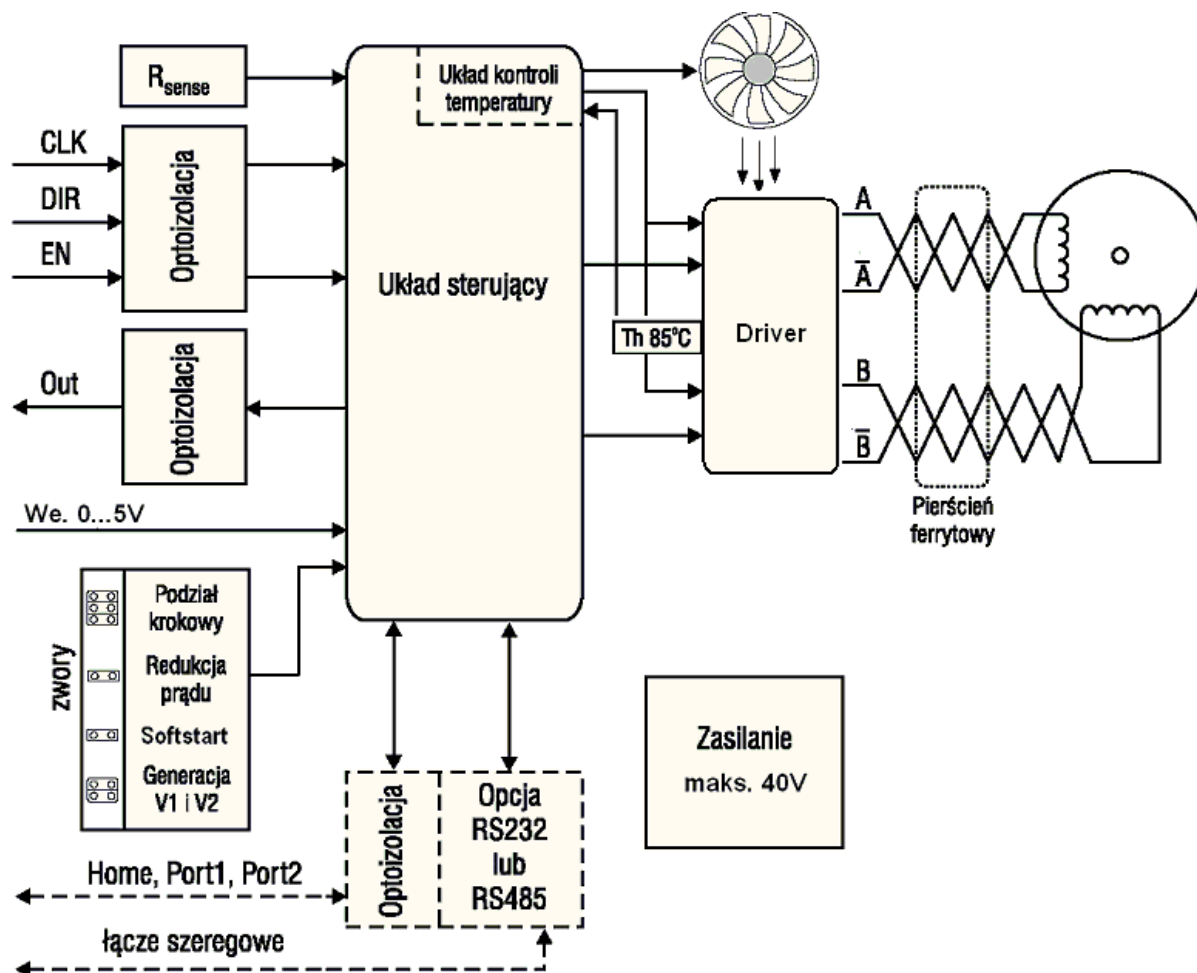 Rsense
Układ kontroli
temperatury
CLK
DIR
EN
Optoizolacja
Układ sterujący
Th 85°C
Driver
A
A̅
B
B̅
Pierścień
ferrytowy
Out
Optoizolacja
We. 0...5V
zwory
Podział
krokowy
Redukcja
prądu
Softstart
Generacja
V1 i V2
Zasilanie
maks. 40V
Optoizolacja
Opcja
RS232
lub
RS485
Home, Port1, Port2
łącze szeregowe